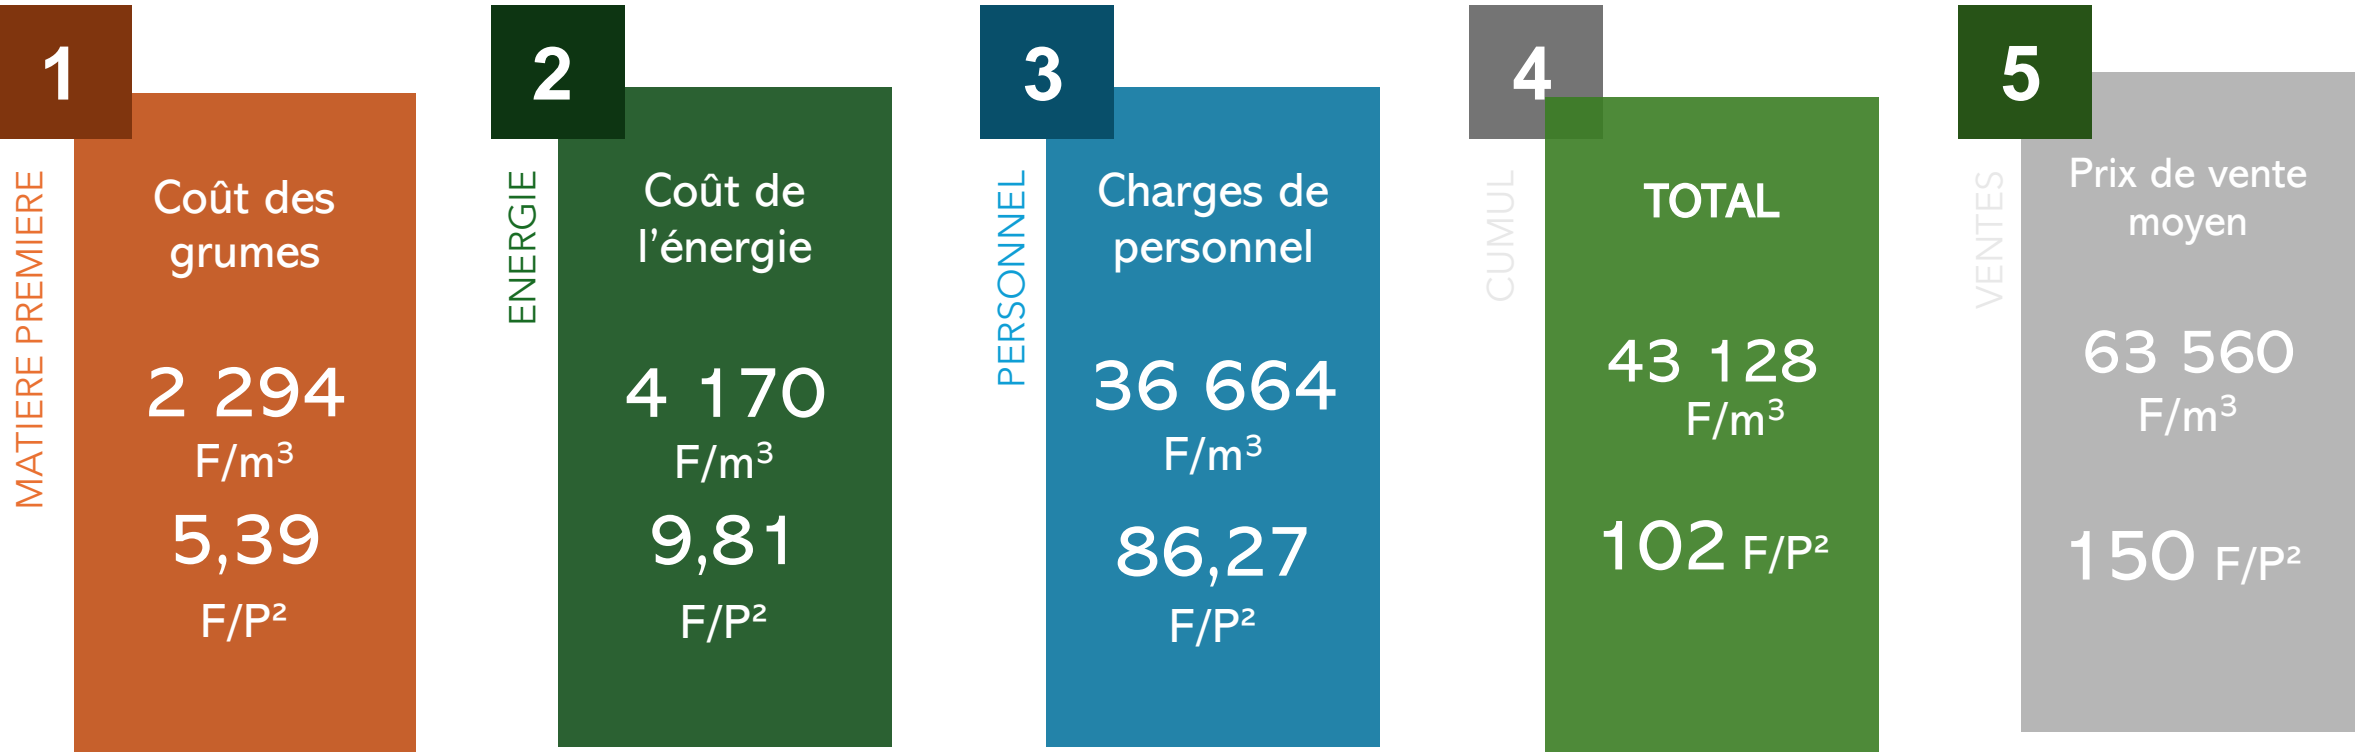 1
MATIERE PREMIERE
Coût des
grumes
2 294
F/m³
5,39
F/P²
2
ENERGIE
Coût de
l’énergie
4 170
F/m³
9,81
F/P²
3
PERSONNEL
Charges de
personnel
36 664
F/m³
86,27
F/P²
4
CUMUL
TOTAL
43 128
F/m³
102 F/P²
5
VENTES
Prix de vente
moyen
63 560
F/m³
150 F/P²